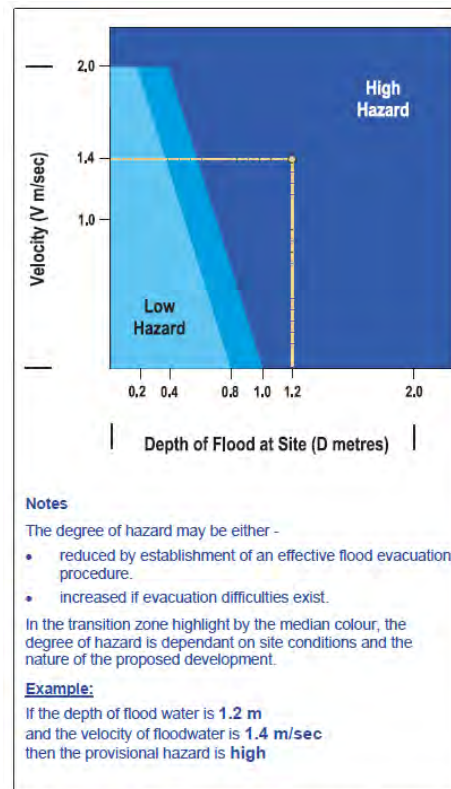 2,0
High
Hazard
1.4
Velocity (V m/sec)
1.0
Low
Hazard
0.2 0.4 0.8 1.0 1.2 2.0
Depth of Flood at Site (D metres)
Notes
The degree of hazard may be either -
• reduced by establishment of an effective flood evacuation
procedure.
• increased if evacuation difficulties exist.
In the transition zone highlight by the median colour, the
degree of hazard is dependant on site conditions and the
nature of the proposed development.
Example:
If the depth of flood water is 1.2 m
and the velocity of floodwater is 1.4 m/sec
then the provisional hazard is high